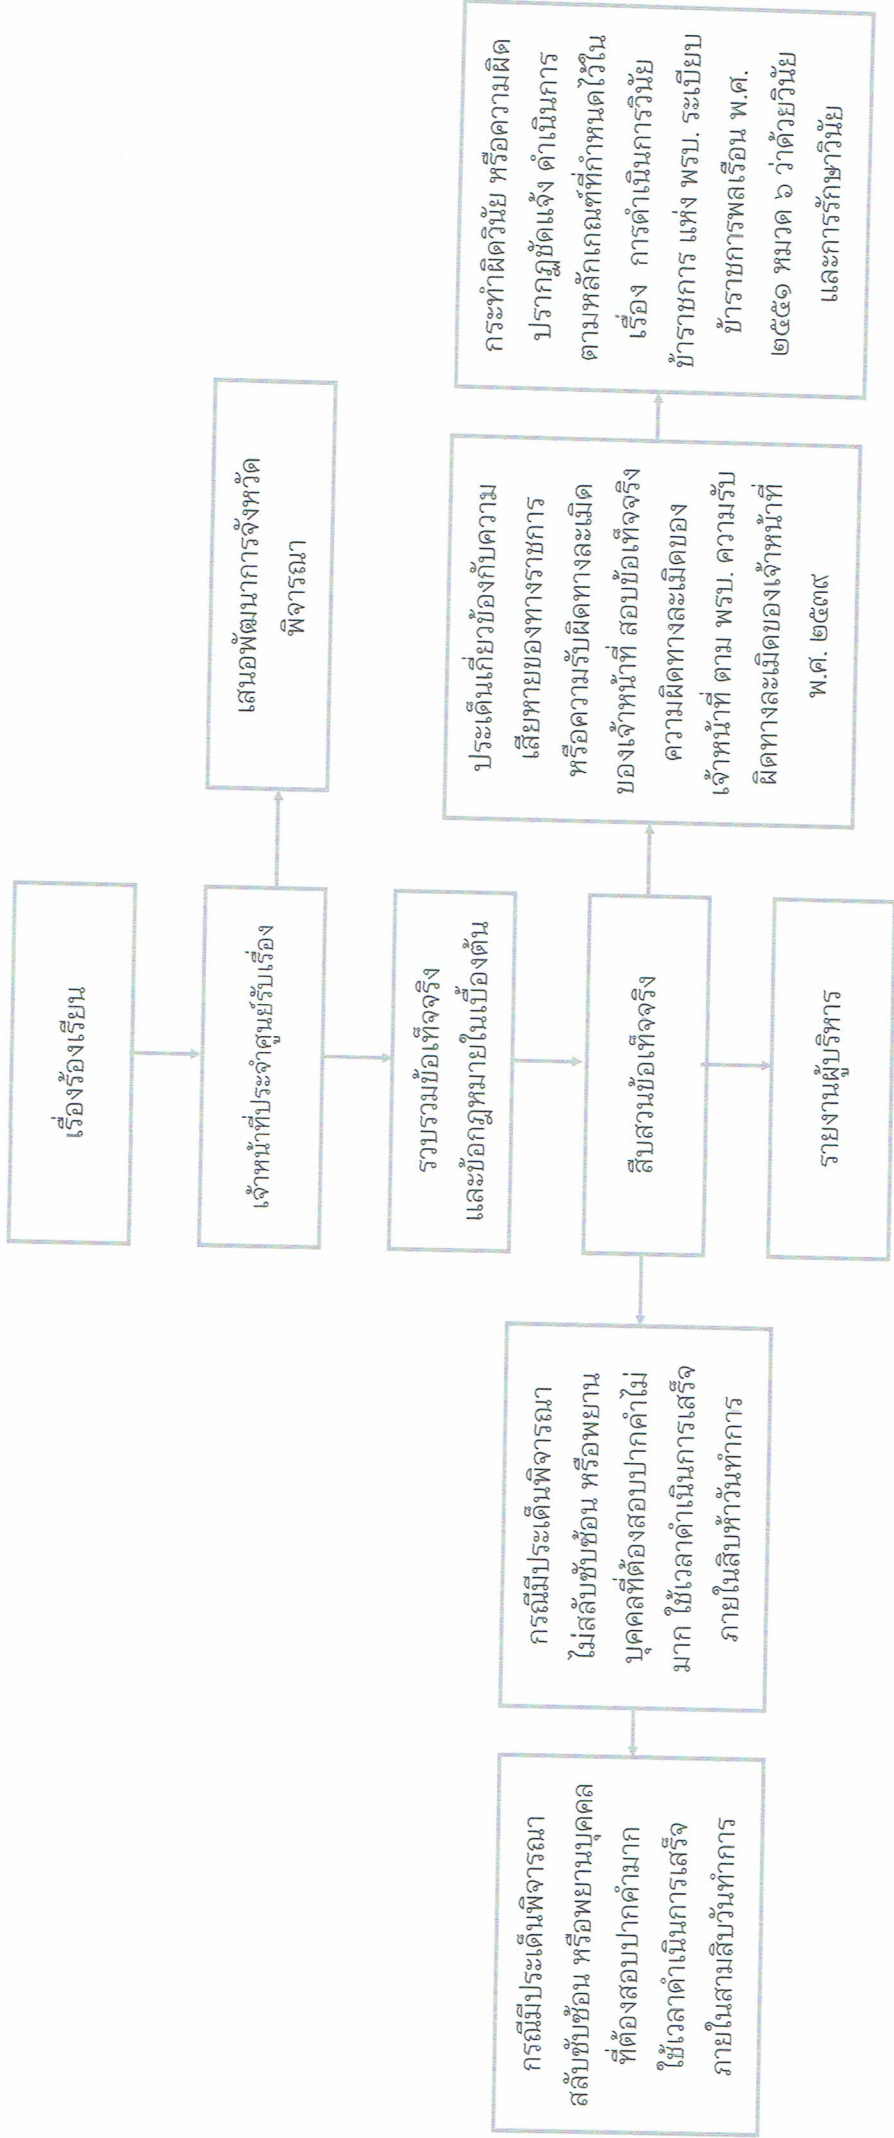 เรื่องร้องเรียน
เจ้าหน้าที่ประจำศูนย์รับเรื่อง
เสนอพัฒนาการจังหวัด
พิจารณา
รวบรวมข้อเท็จจริง
และข้อกฎหมายในเบื้องต้น
สืบสวนข้อเท็จจริง
รายงานผู้บริหาร
กรณีมีประเด็นพิจารณา
ไม่สลับซับซ้อน หรือพยาน
บุคคลที่ต้องสอบปากคำไม่
มาก ใช้เวลาดำเนินการเสร็จ
ภายในสิบห้าวันทำการ
กรณีมีประเด็นพิจารณา
สลับซับซ้อน หรือพยานบุคคล
ที่ต้องสอบปากคำมาก
ใช้เวลาดำเนินการเสร็จ
ภายในสามสิบวันทำการ
ประเด็นเกี่ยวข้องกับความ
เสียหายของทางราชการ
หรือความรับผิดทางละเมิด
ของเจ้าหน้าที่ สอบข้อเท็จจริง
ความผิดทางละเมิดของ
เจ้าหน้าที่ ตาม พรบ. ความรับ
ผิดทางละเมิดของเจ้าหน้าที่
พ.ศ. ๒๕๓๙
กระทำผิดวินัย หรือความผิด
ปรากฏชัดแจ้ง ดำเนินการ
ตามหลักเกณฑ์ที่กำหนดไว้ใน
เรื่อง การดำเนินการวินัย
ข้าราชการ แห่ง พรบ. ระเบียบ
ข้าราชการพลเรือน พ.ศ.
๒๕๕๑ หมวด ๖ ว่าด้วยวินัย
และการรักษาวินัย